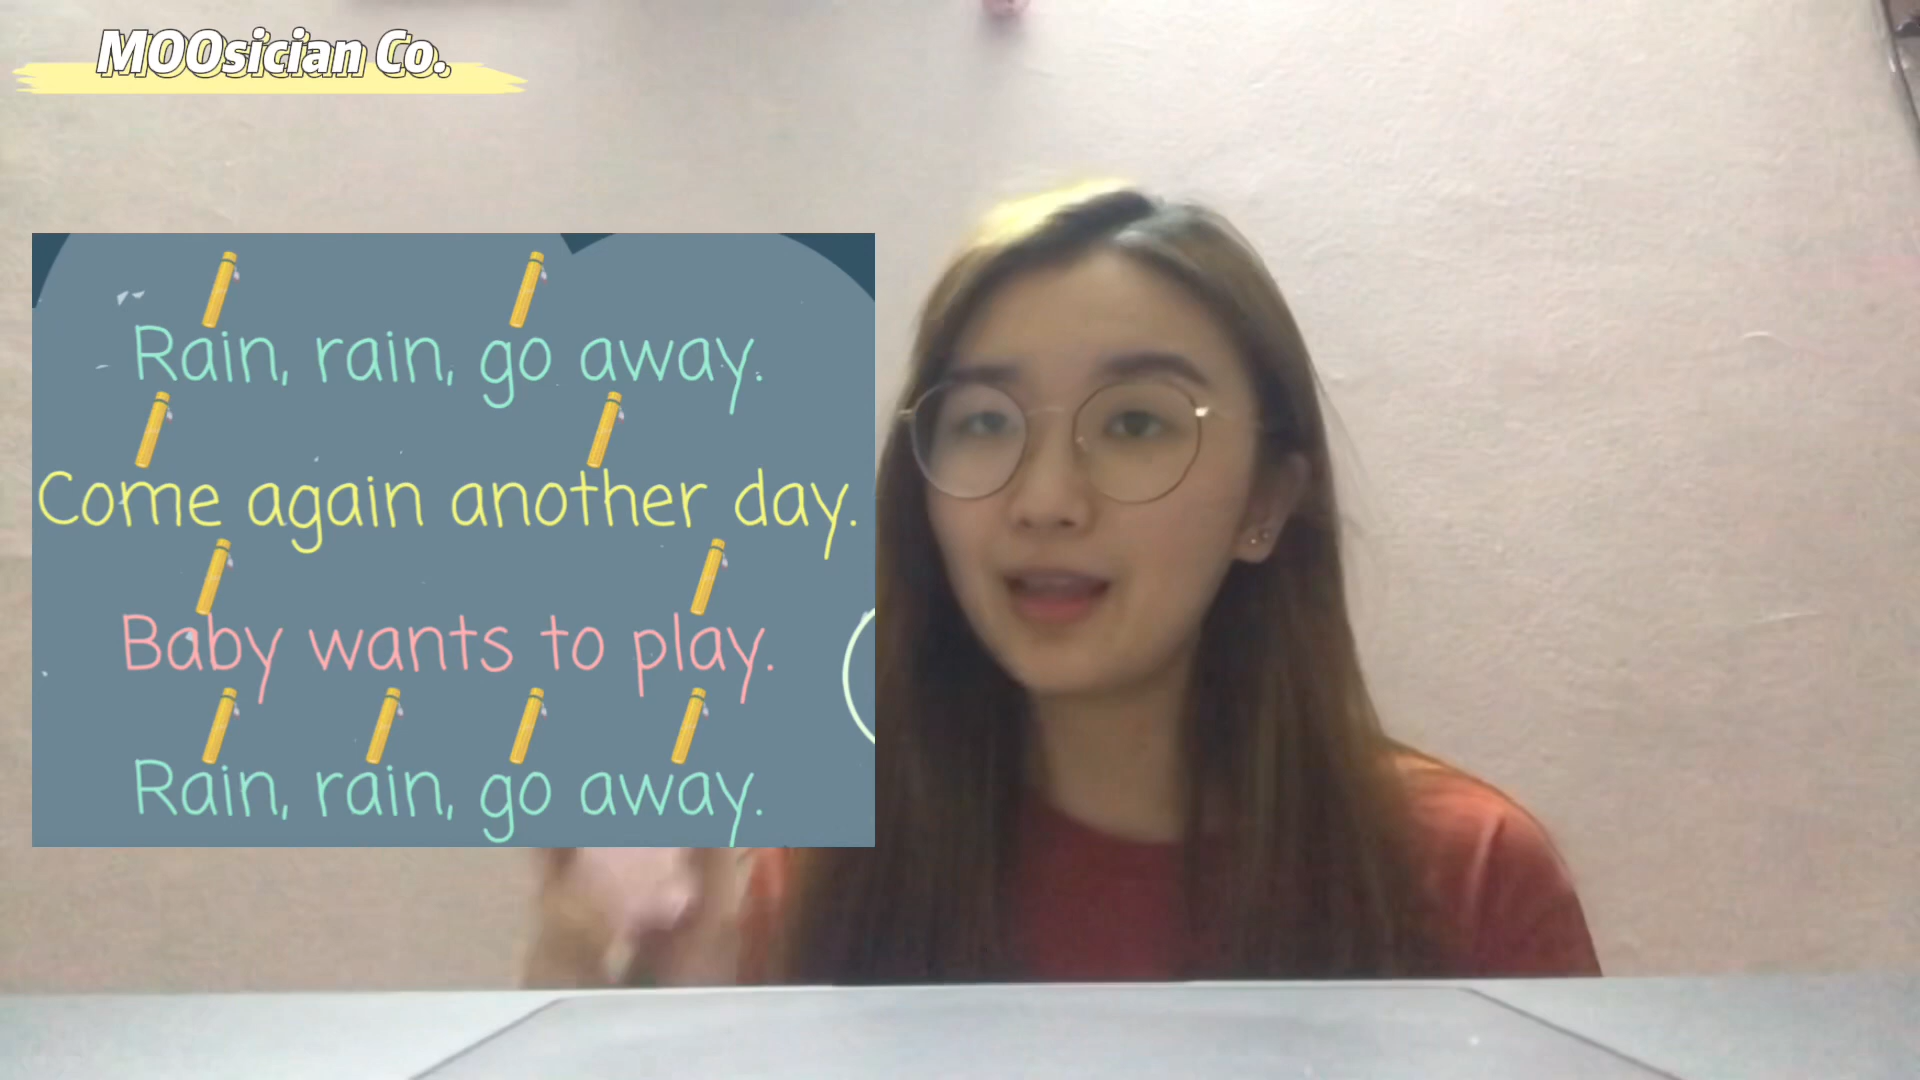 MOOsician Co.
Rain, rain, go away.
Come again another day.
Baby wants to play.
Rain, rain, go away.